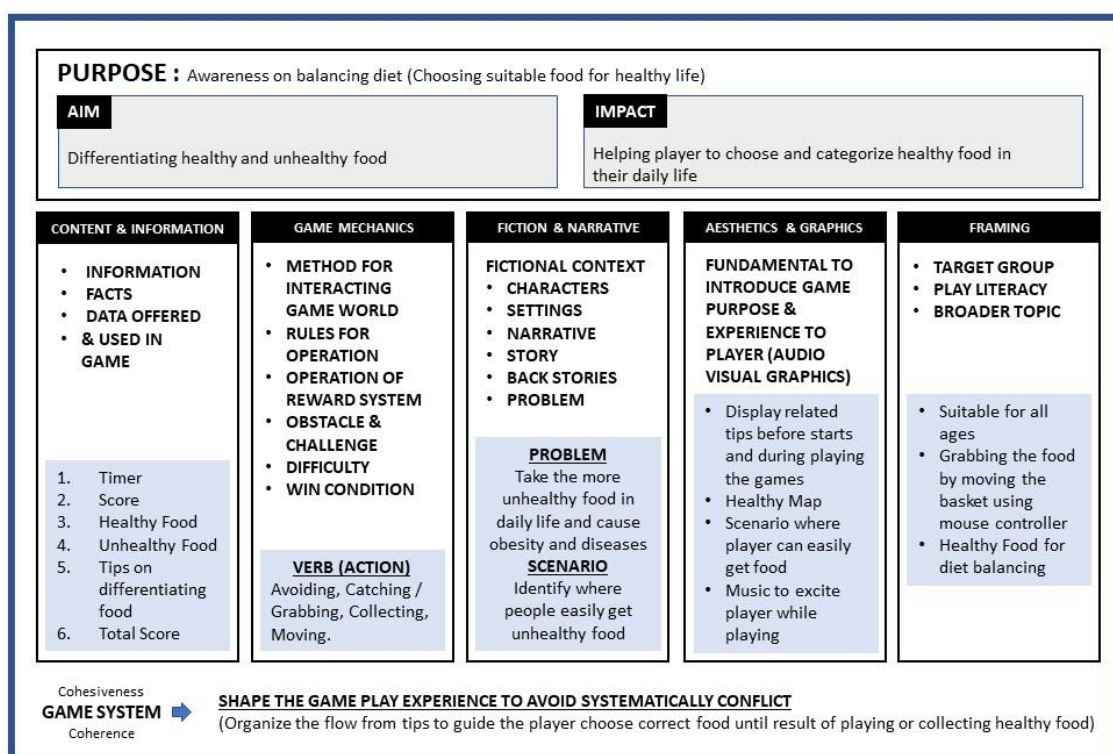 PURPOSE : Awareness on balancing diet (Choosing suitable food for healthy life)
AIM
Differentiating healthy and unhealthy food
IMPACT
Helping player to choose and categorize healthy food in
their daily life
CONTENT & INFORMATION
• INFORMATION
• FACTS
• DATA OFFERED
• & USED IN
GAME
1. Timer
2. Score
3. Healthy Food
4. Unhealthy Food
5. Tips on
differentiating
food
6. Total Score
GAME MECHANICS
• METHOD FOR
INTERACTING
GAME WORLD
• RULES FOR
OPERATION
• OPERATION OF
REWARD SYSTEM
• OBSTACLE &
CHALLENGE
• DIFFICULTY
• WIN CONDITION
VERB (ACTION)
Avoiding, Catching /
Grabbing, Collecting,
Moving.
FICTION & NARRATIVE
FICTIONAL CONTEXT
• CHARACTERS
• SETTINGS
• NARRATIVE
• STORY
• BACK STORIES
• PROBLEM
PROBLEM
Take the more
unhealthy food in
daily life and cause
obesity and diseases
SCENARIO
Identify where
people easily get
unhealthy food
AESTHETICS & GRAPHICS
FUNDAMENTAL TO
INTRODUCE GAME
PURPOSE &
EXPERIENCE TO
PLAYER (AUDIO
VISUAL GRAPHICS)
• Display related
tips before starts
and during playing
the games
• Healthy Map
• Scenario where
player can easily
get food
• Music to excite
player while
playing
FRAMING
• TARGET GROUP
• PLAY LITERACY
• BROADER TOPIC
• Suitable for all
ages
• Grabbing the food
by moving the
basket using
mouse controller
• Healthy Food for
diet balancing
Cohesiveness
GAME SYSTEM
Coherence
SHAPE THE GAME PLAY EXPERIENCE TO AVOID SYSTEMATICALLY CONFLICT
(Organize the flow from tips to guide the player choose correct food until result of playing or collecting healthy food)